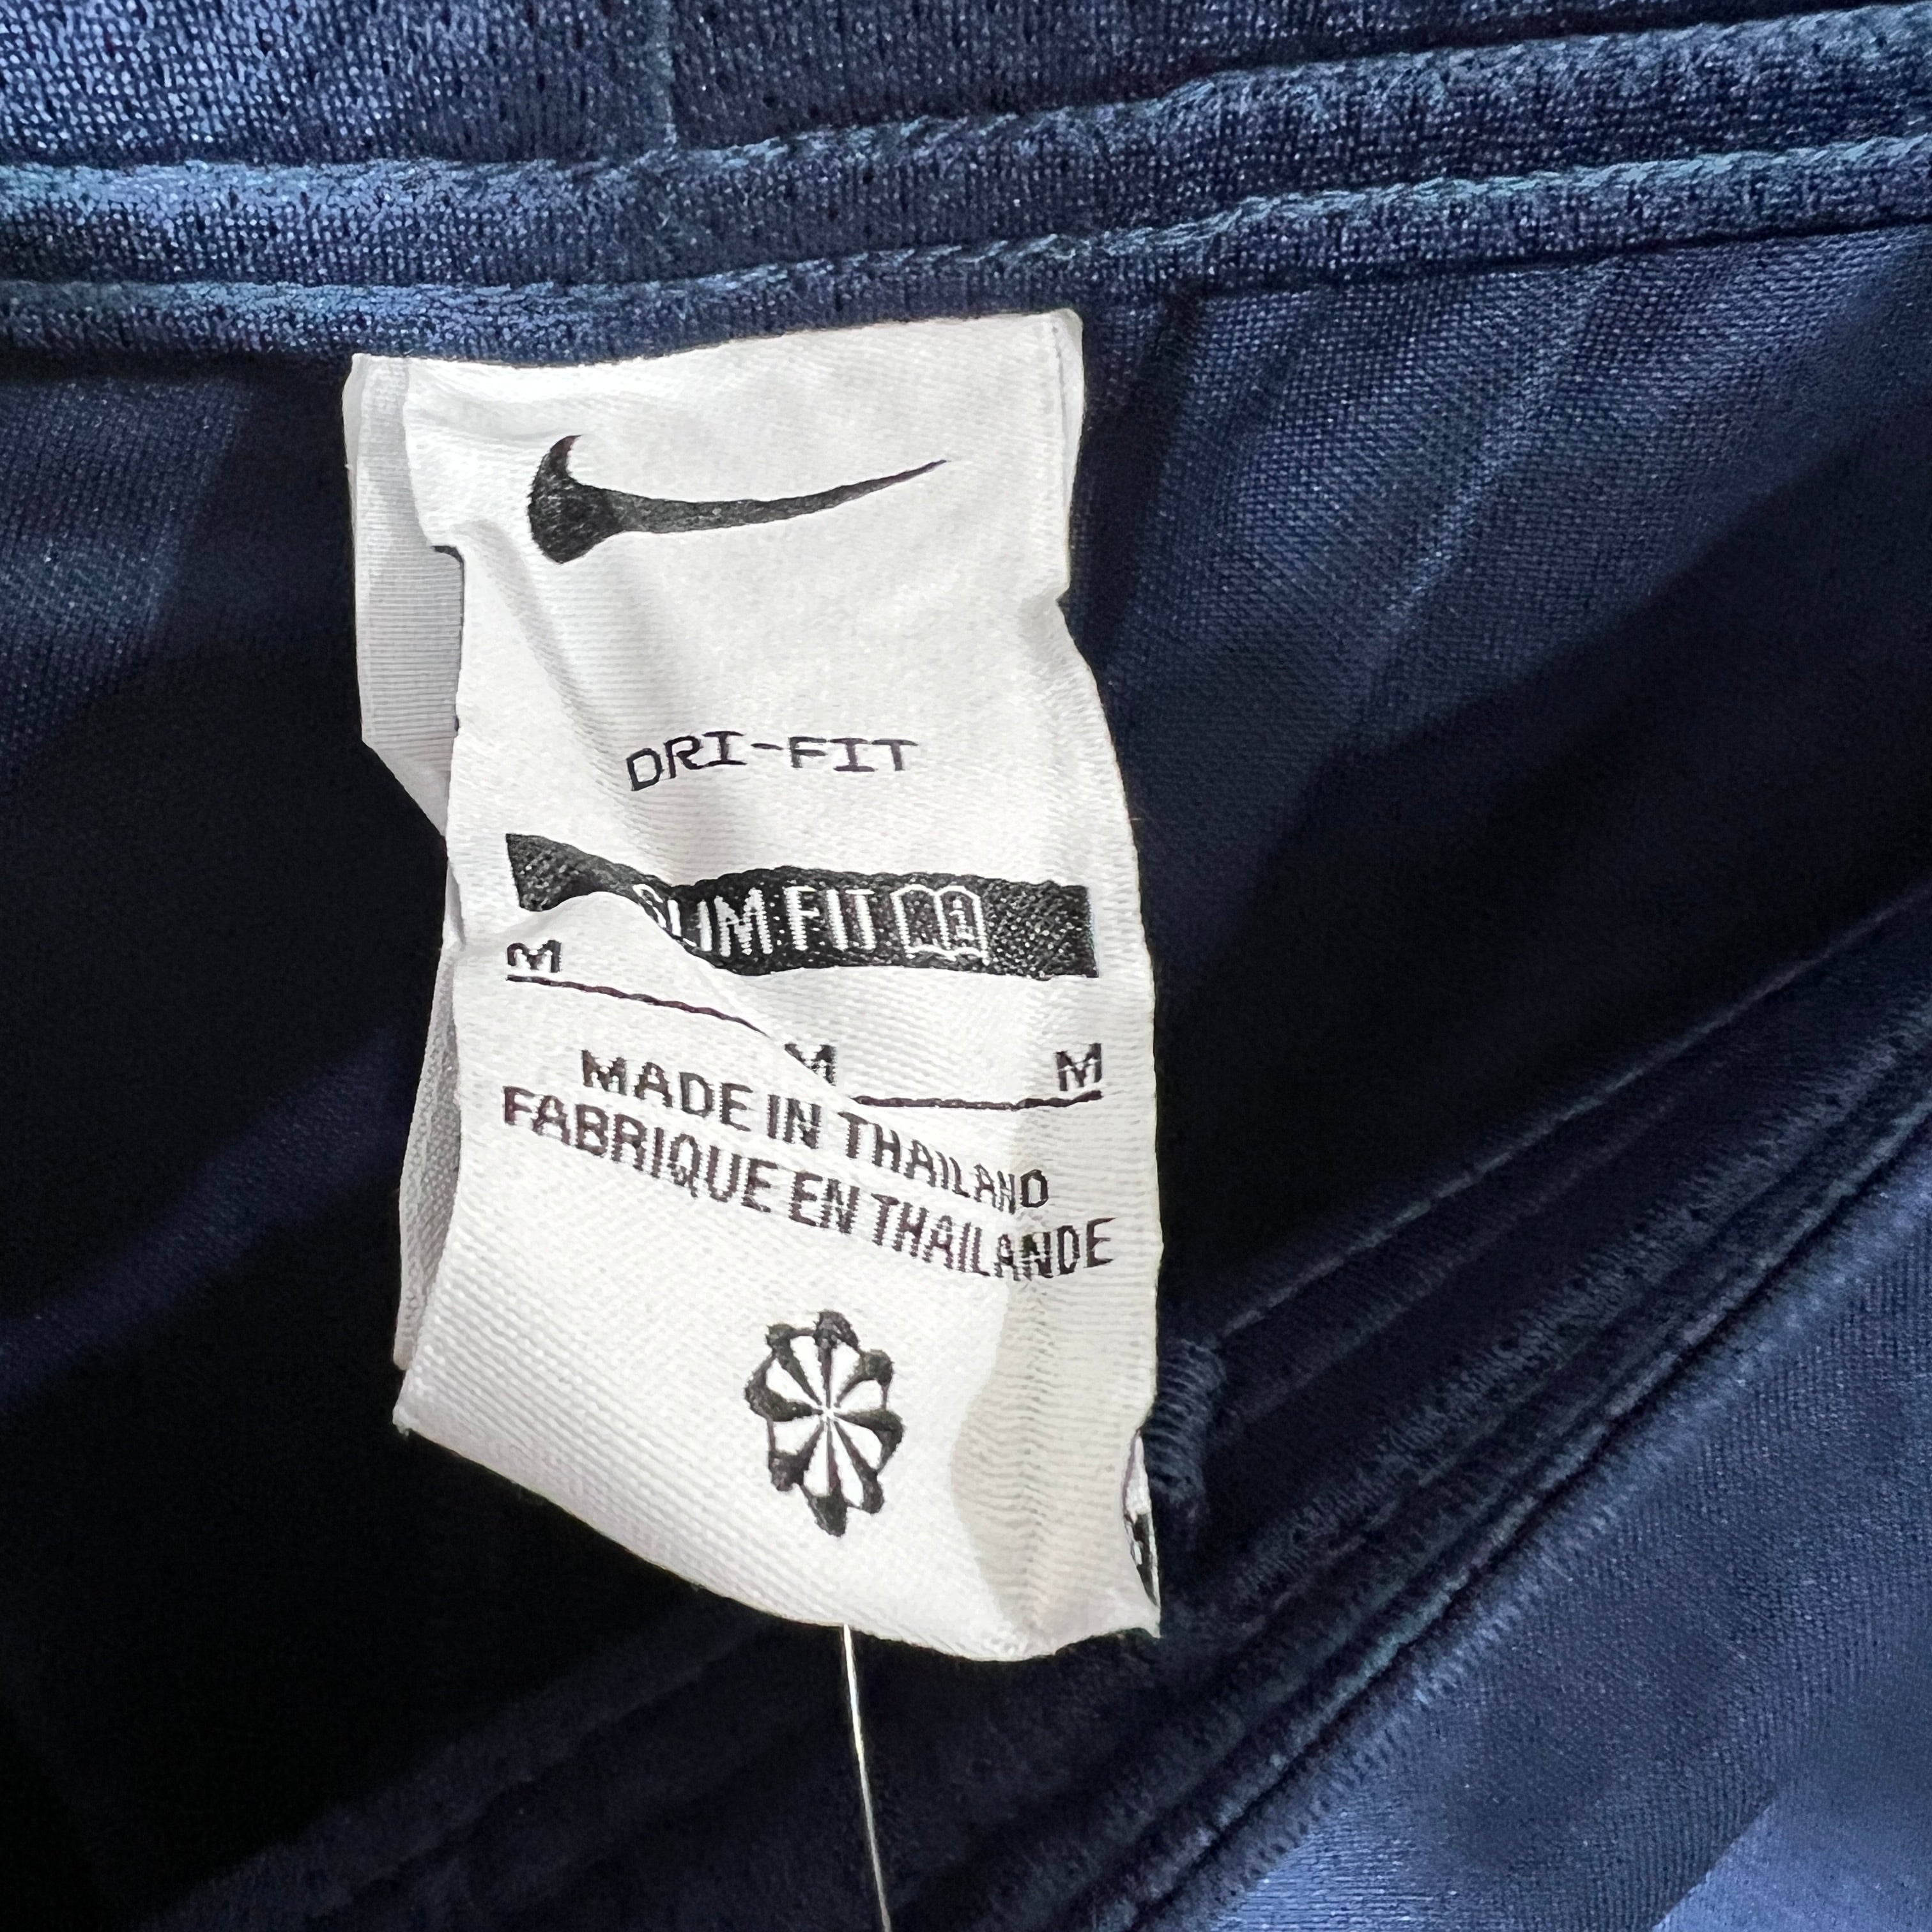 DRI-FIT
SLIM FIT
M M M
MADE IN THAILAND
FABRIQUE EN THAILANDE